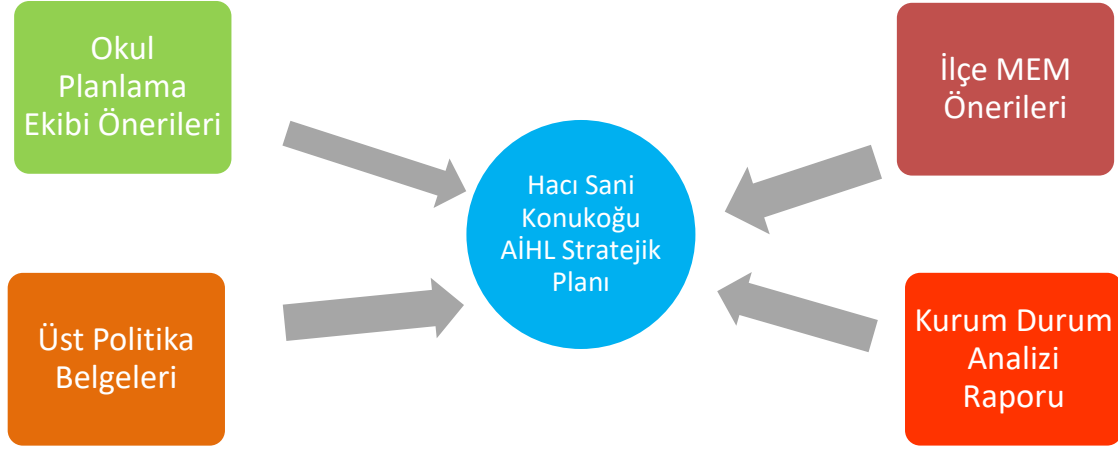 Okul
Planlama
Ekibi Önerileri
İlçe MEM
Önerileri
Hacı Sani
Konukoğu
AİHL Stratejik
Planı
Üst Politika
Belgeleri
Kurum Durum
Analizi
Raporu